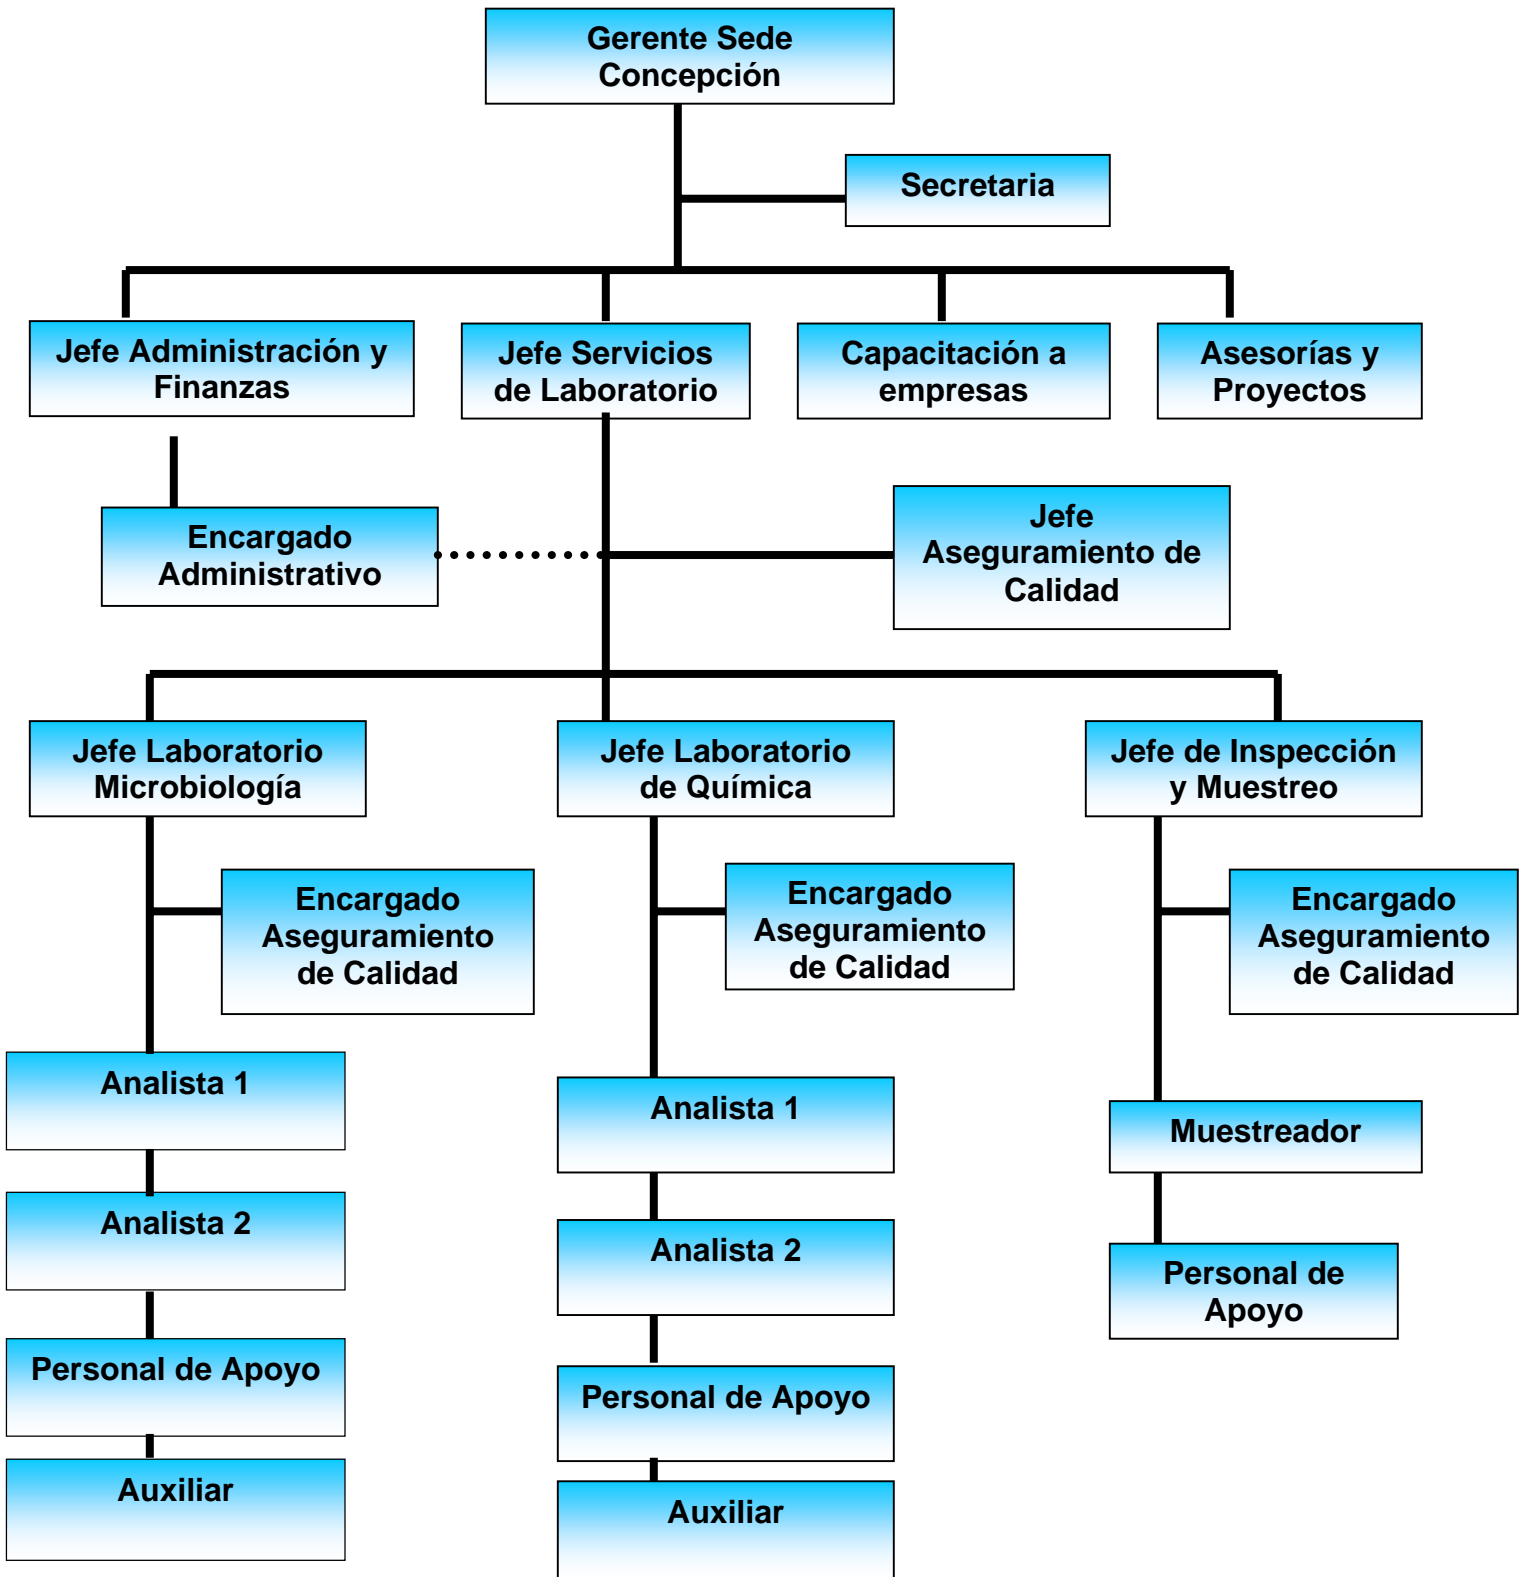 Gerente Sede
Concepción
Secretaria
Jefe Administración y
Finanzas
Jefe Servicios
de Laboratorio
Capacitación a
empresas
Asesorías y
Proyectos
Encargado
Administrativo
Jefe
Aseguramiento de
Calidad
Jefe Laboratorio
Microbiología
Jefe Laboratorio
de Química
Jefe de Inspección
y Muestreo
Encargado
Aseguramiento
de Calidad
Encargado
Aseguramiento
de Calidad
Encargado
Aseguramiento
de Calidad
Analista 1
Analista 1
Muestreador
Analista 2
Analista 2
Personal de
Apoyo
Personal de Apoyo
Personal de Apoyo
Auxiliar
Auxiliar